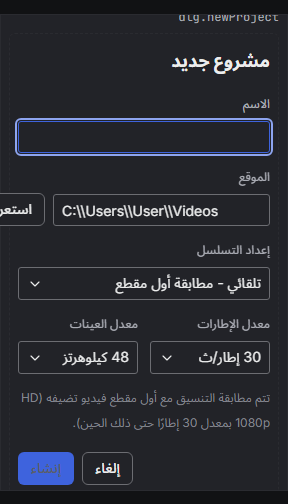 dlg.newProject
مشروع جديد
الاسم
الموقع
C:\\Users\\User\\Videos
استعر
إعداد التسلسل
تلقائي - مطابقة أول مقطع
معدل الإطارات
معدل العينات
30 إطار/ث
48 كيلوهرتز
تتم مطابقة التنسيق مع أول مقطع فيديو تضيفه (HD
1080p بمعدل 30 إطارًا حتى ذلك الحين).
إلغاء
إنشاء